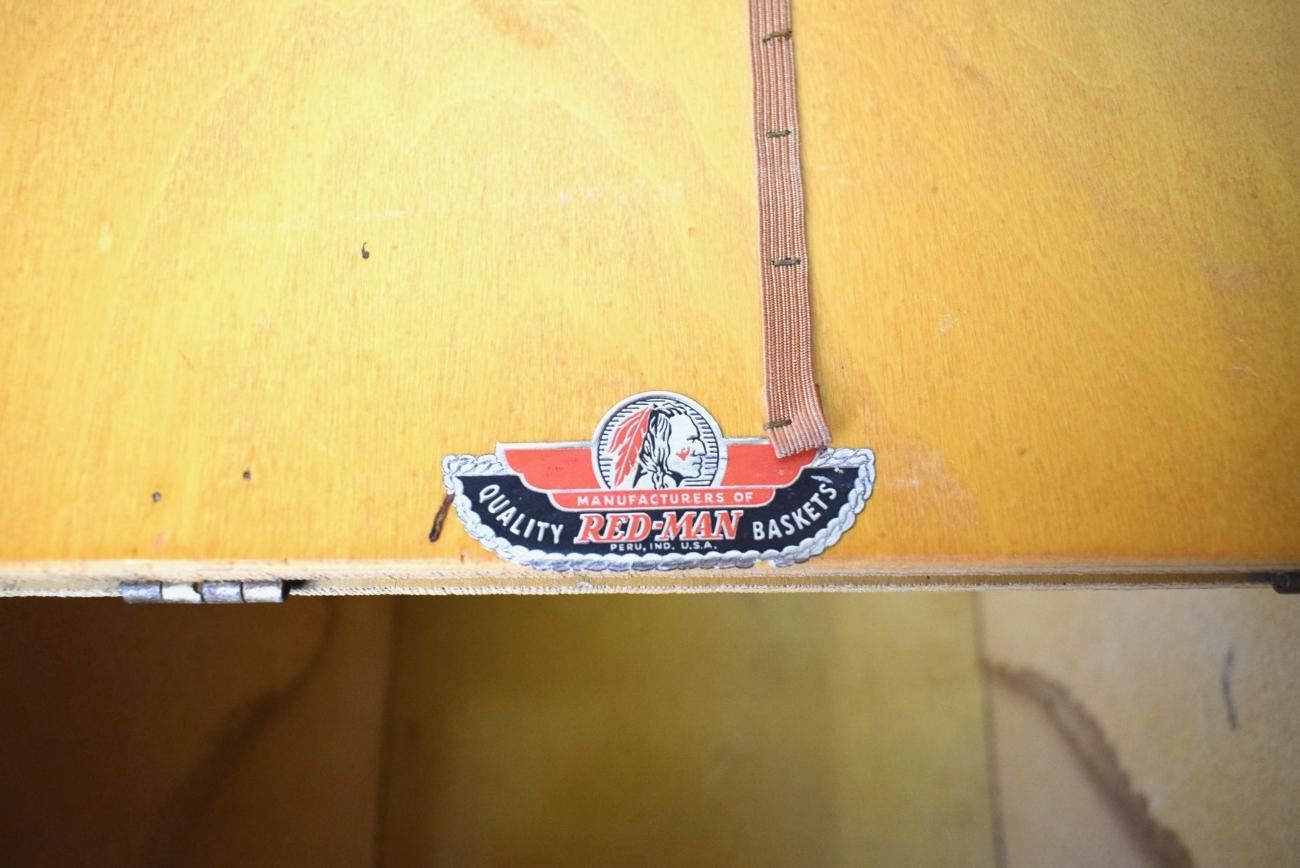 MANUFACTURERS OF
QUALITY RED-MAN BASKETS
PERU, IND. U.S.A.